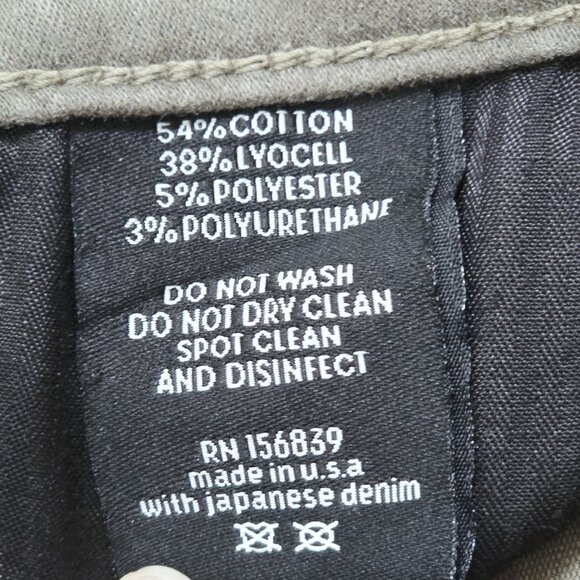 54% COTTON
38% LYOCELL
5% POLYESTER
3% POLYURETHANE
DO NOT WASH
DO NOT DRY CLEAN
SPOT CLEAN
AND DISINFECT
RN 156839
made in u.s.a
with japanese denim